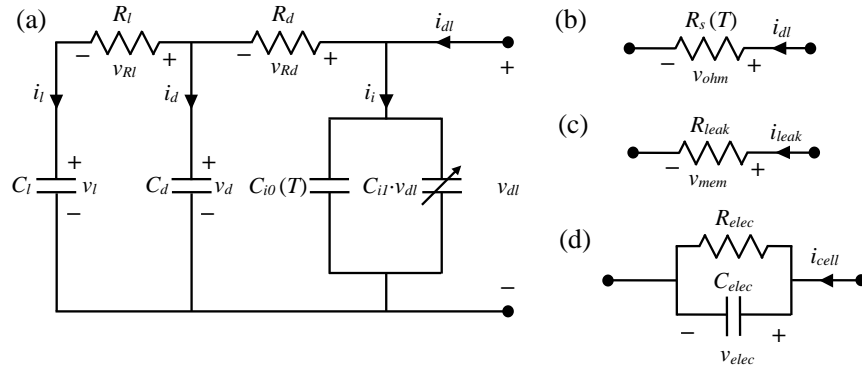 (a)
R_l
R_d
i_dl
− v_Rl +
− v_Rd +
+
i_l
i_d
i_i
C_l + v_l −
C_d + v_d −
C_i0 (T)
C_i1·v_dl
v_dl
−
(b)
R_s (T)
i_dl
− v_ohm +
(c)
R_leak
i_leak
− v_mem +
(d)
R_elec
i_cell
C_elec
− +
v_elec